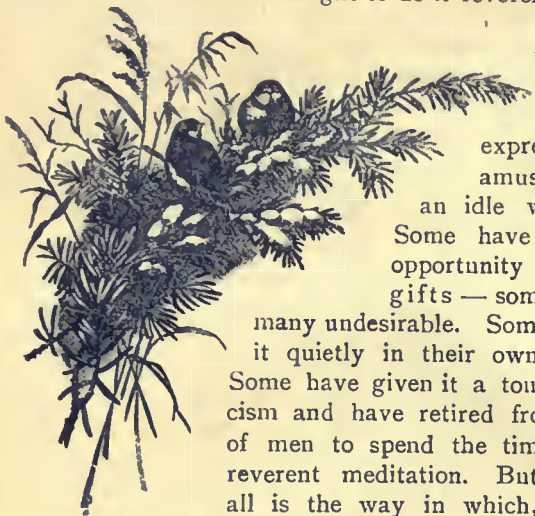 expre
amus
an idle w
Some have
opportunity
gifts — som
many undesirable. Som
it quietly in their own
Some have given it a tou
cism and have retired fro
of men to spend the tim
reverent meditation. But
all is the way in which,